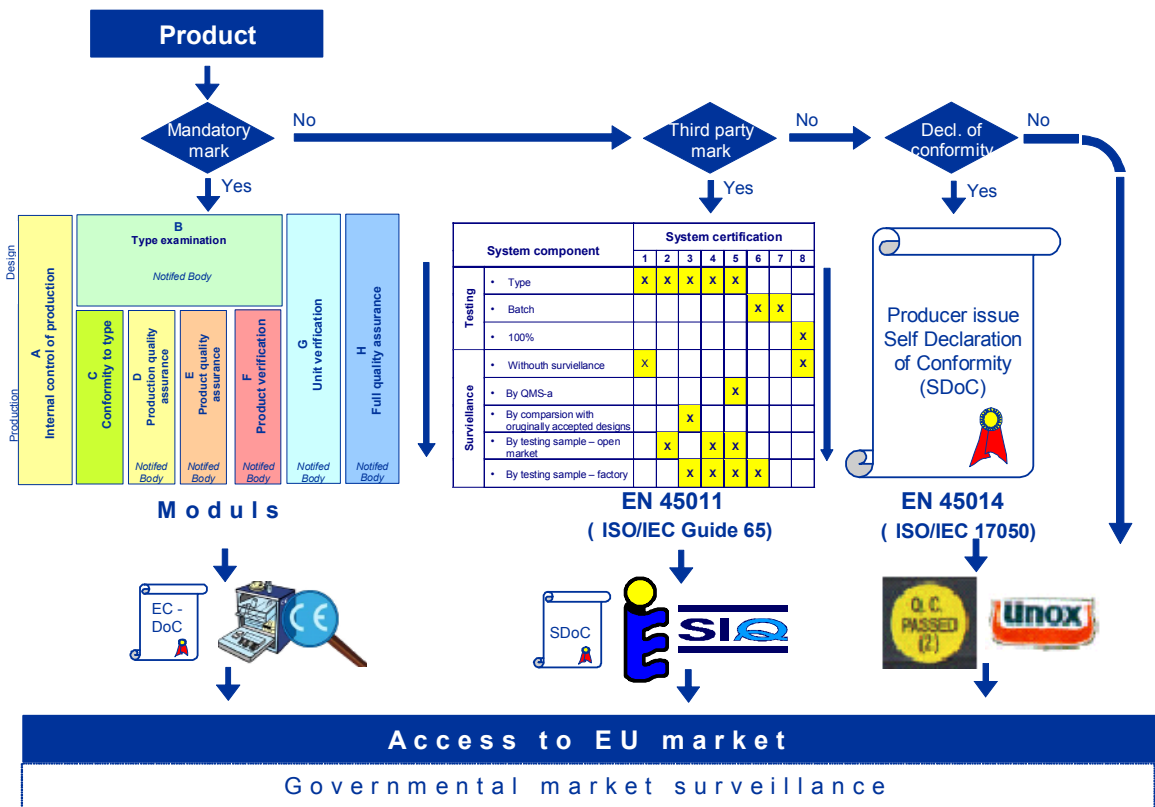 Product
Mandatory
mark
No
Third party
mark
No
Decl. of
conformity
No
Yes
Yes
Yes
Design
Production
A
Internal control of production
B
Type examination
Notifed Body
C
Conformity to type
D
Production quality
assurance
Notifed
Body
E
Product quality
assurance
Notifed
Body
F
Product verification
Notifed
Body
G
Unit verification
Notifed
Body
H
Full quality assurance
Notifed
Body
Moduls
System component
System certification
1 2 3 4 5 6 7 8
Testing
• Type X X X X X
• Batch X X
• 100% X
Surviellance
• Withouth surviellance X X
• By QMS-a X
• By comparsion with
oruginally accepted designs X
• By testing sample – open
market X X X
• By testing sample – factory X X X X
EN 45011
( ISO/IEC Guide 65)
Producer issue
Self Declaration
of Conformity
(SDoC)
EN 45014
( ISO/IEC 17050)
EC -
DoC
CE
SDoC
SIQ
Q.C.
PASSED
(2)
unox
Access to EU market
Governmental market surveillance